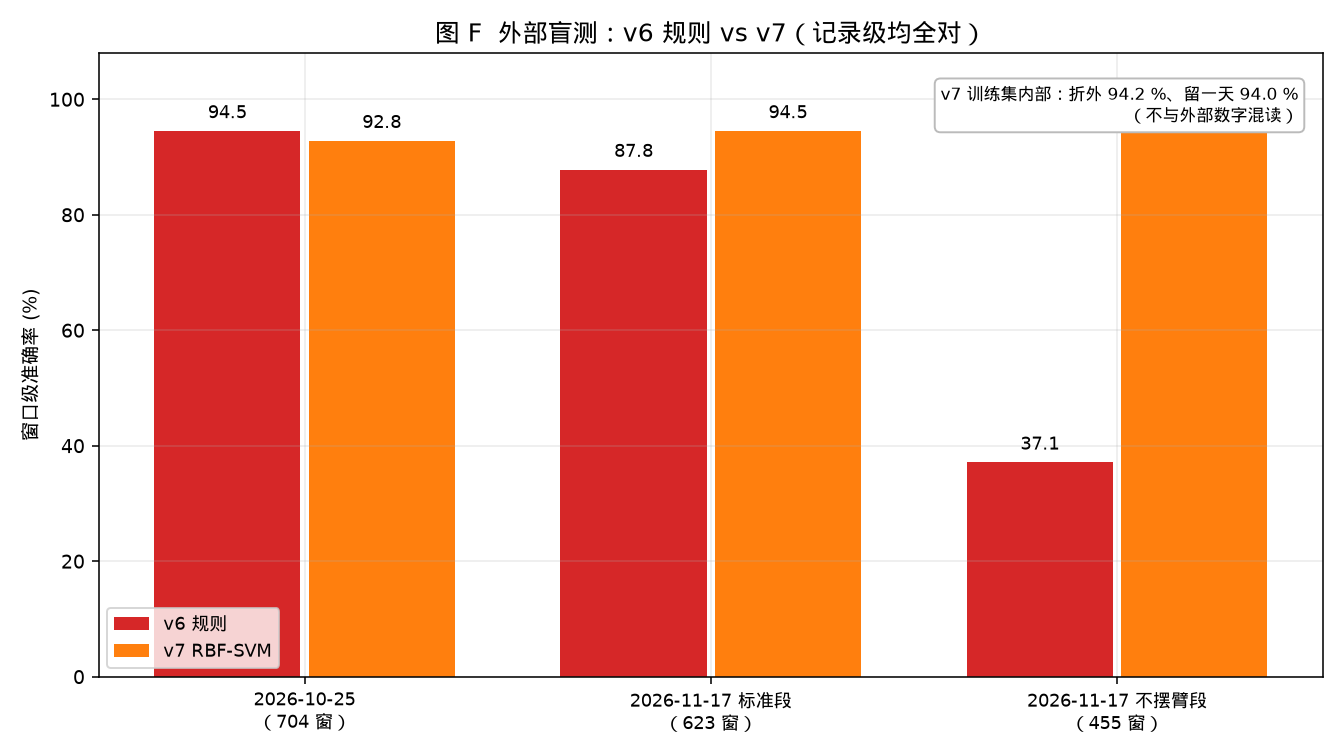 图 F 外部盲测：v6 规则 vs v7（记录级均全对）
v7 训练集内部：折外 94.2 %、留一天 94.0 %
（不与外部数字混读）
窗口级准确率 (%)
100
80
60
40
20
0
94.5
92.8
87.8
94.5
37.1
v6 规则
v7 RBF-SVM
2026-10-25
（704 窗）
2026-11-17 标准段
（623 窗）
2026-11-17 不摆臂段
（455 窗）